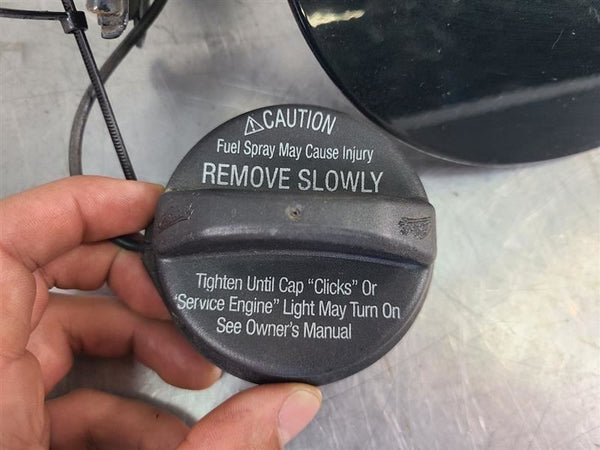 ⚠CAUTION
Fuel Spray May Cause Injury
REMOVE SLOWLY
Tighten Until Cap "Clicks" Or
"Service Engine" Light May Turn On
See Owner's Manual